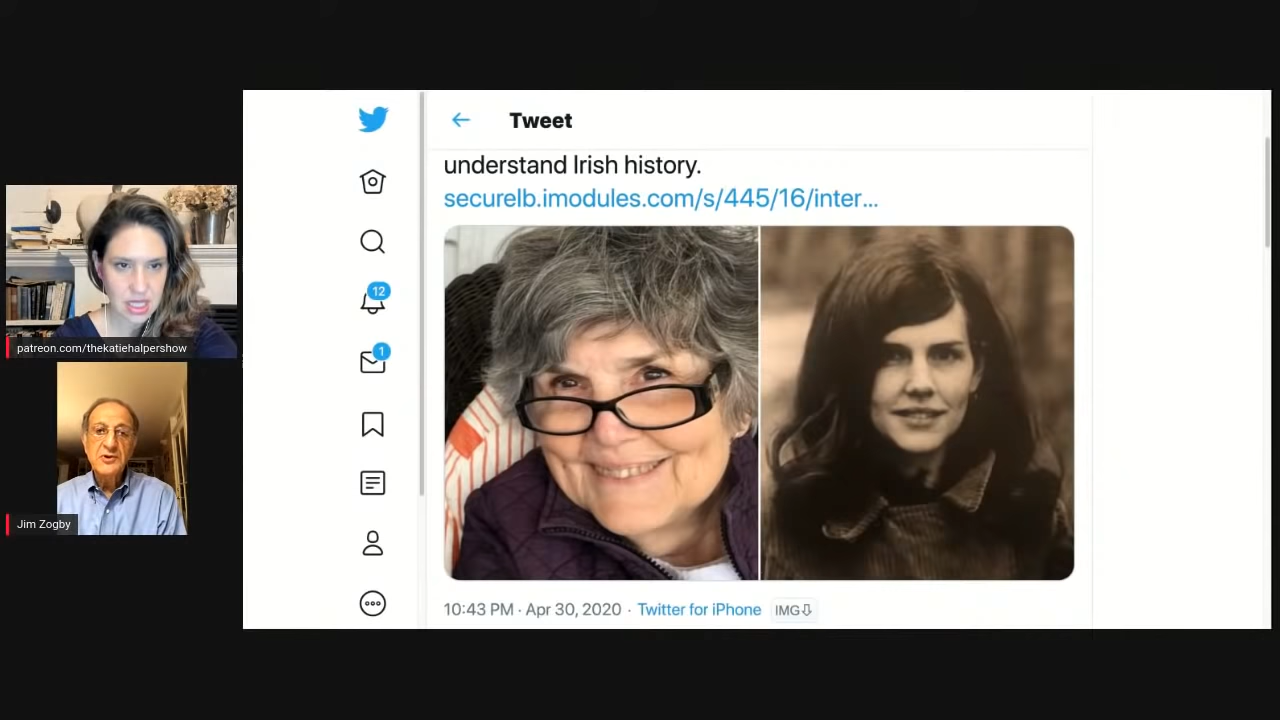 Tweet
understand Irish history.
securelb.imodules.com/s/445/16/inter...
12
1
patreon.com/thekatiehalpershow
Jim Zogby
10:43 PM · Apr 30, 2020 · Twitter for iPhone IMG